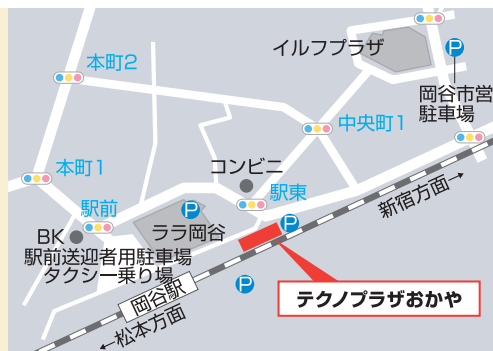 イルフプラザ
P
本町2
岡谷市営
駐車場
中央町1
コンビニ
本町1
駅東
新宿方面→
駅前
P
ララ岡谷
P
BK
駅前送迎者用駐車場
タクシー乗り場
岡谷駅
P
テクノプラザおかや
←松本方面